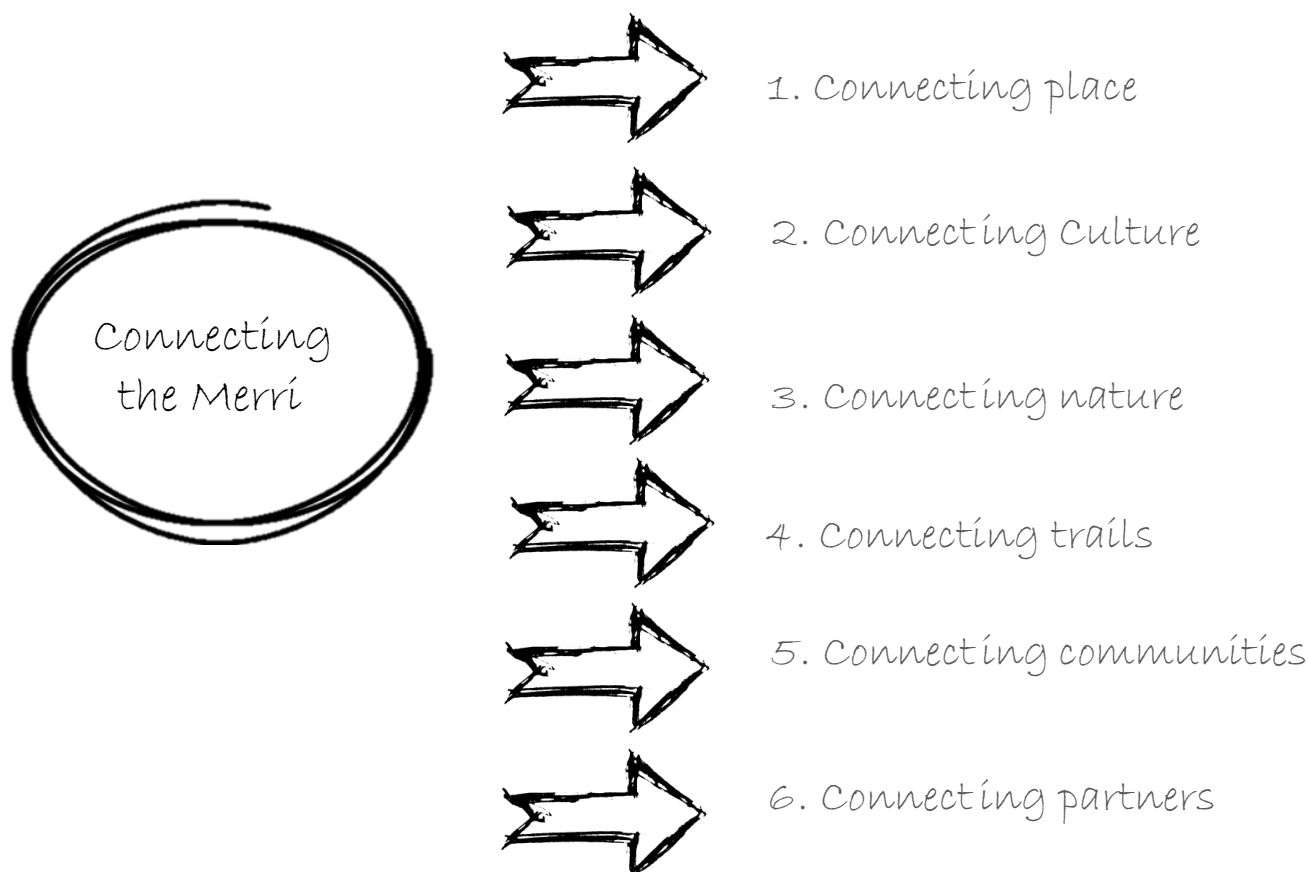 Connecting
the Merri
1. Connecting place
2. Connecting Culture
3. Connecting nature
4. Connecting trails
5. Connecting communities
6. Connecting partners